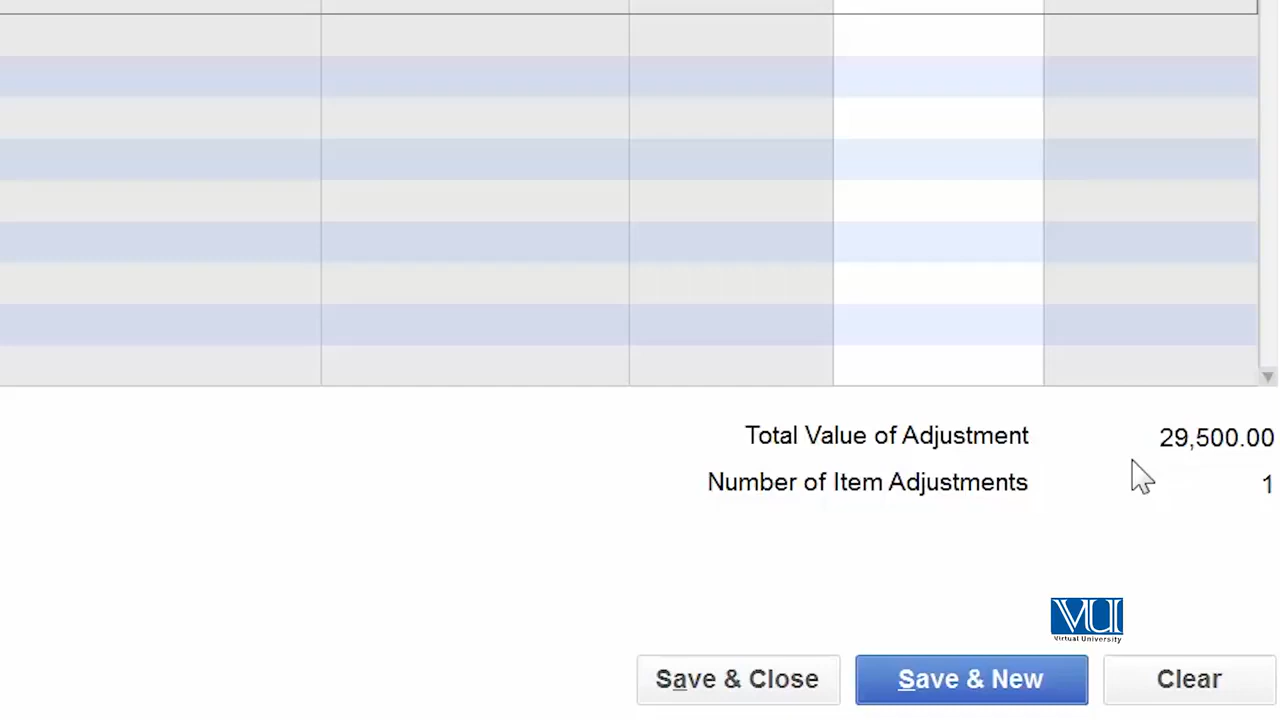 Total Value of Adjustment 29,500.00
Number of Item Adjustments 1
VU
Virtual University
Save & Close Save & New Clear